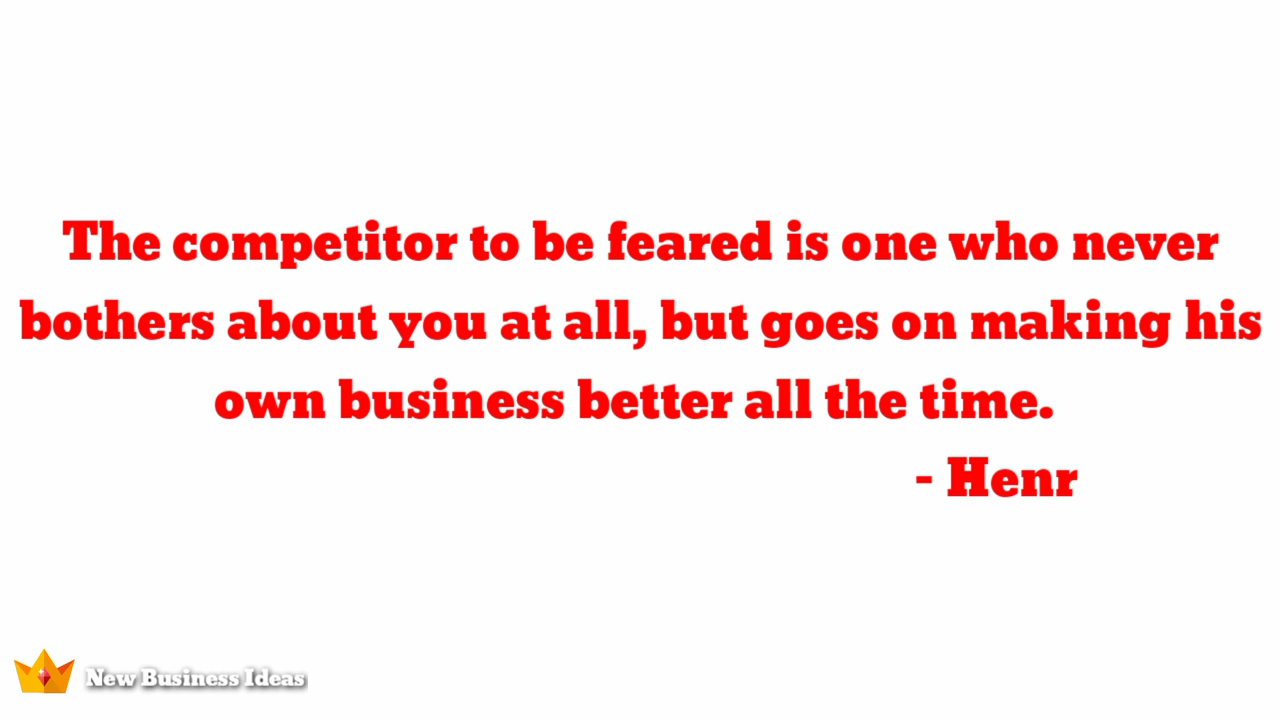 The competitor to be feared is one who never
bothers about you at all, but goes on making his
own business better all the time.
- Henr
New Business Ideas